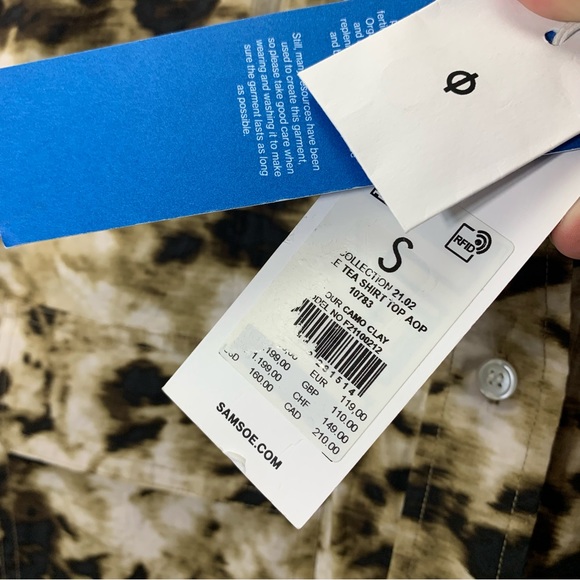 Still, many resources have been
used to create this garment,
so please take good care when
wearing and washing it to make
sure the garment lasts as long
as possible.
Ø
RFID
S
COLLECTION 21.02
TEA SHIRT TOP AOP
10783
CAMO CLAY
NO F21100212
EUR 119,00
199,00 GBP 110,00
1.199,00 CHF 149,00
160,00 CAD 210,00
SAMSOE.COM